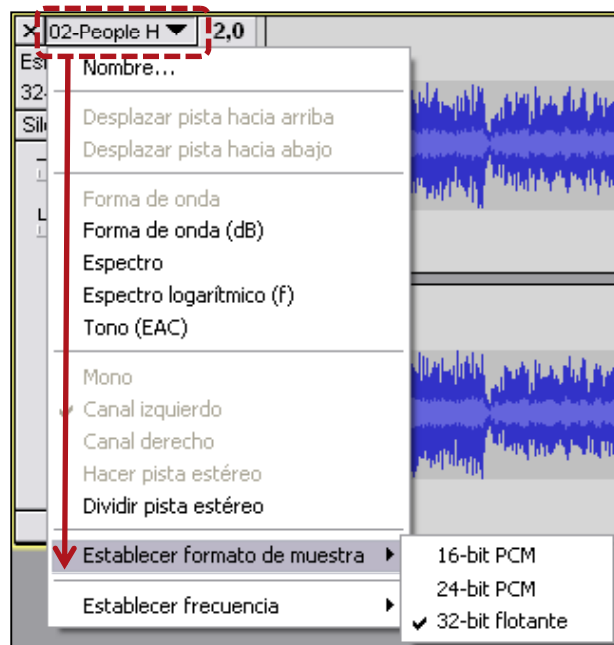 02-People H 2,0
Nombre...
32-
Desplazar pista hacia arriba
Desplazar pista hacia abajo
Forma de onda
Forma de onda (dB)
Espectro
Espectro logarítmico (f)
Tono (EAC)
Mono
Canal izquierdo
Canal derecho
Hacer pista estéreo
Dividir pista estéreo
Establecer formato de muestra
16-bit PCM
24-bit PCM
32-bit flotante
Establecer frecuencia